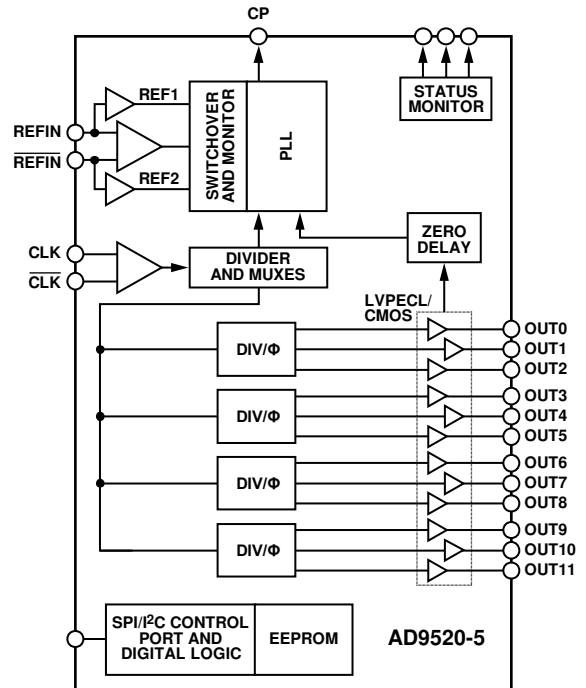 CP
REF1
REFIN
REFIN
REF2
SWITCHOVER
AND MONITOR
PLL
STATUS
MONITOR
CLK
CLK
DIVIDER
AND MUXES
ZERO
DELAY
LVPECL/
CMOS
DIV/Φ
OUT0
OUT1
OUT2
DIV/Φ
OUT3
OUT4
OUT5
DIV/Φ
OUT6
OUT7
OUT8
DIV/Φ
OUT9
OUT10
OUT11
SPI/I²C CONTROL
PORT AND
DIGITAL LOGIC
EEPROM
AD9520-5